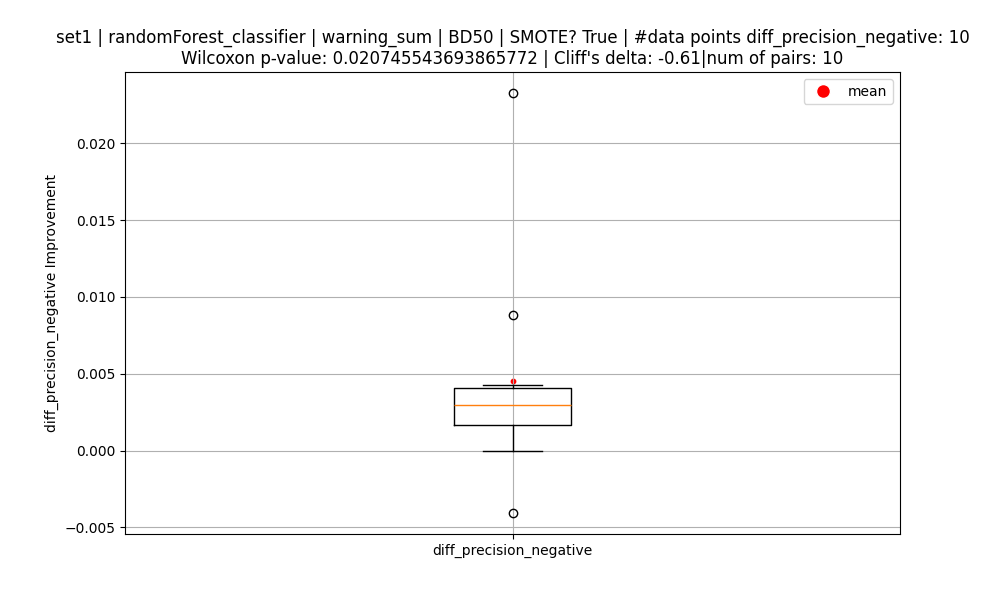 set1 | randomForest_classifier | warning_sum | BD50 | SMOTE? True | #data points diff_precision_negative: 10
Wilcoxon p-value: 0.020745543693865772 | Cliff's delta: -0.61|num of pairs: 10
mean
0.020
0.015
0.010
0.005
0.000
−0.005
diff_precision_negative Improvement
diff_precision_negative